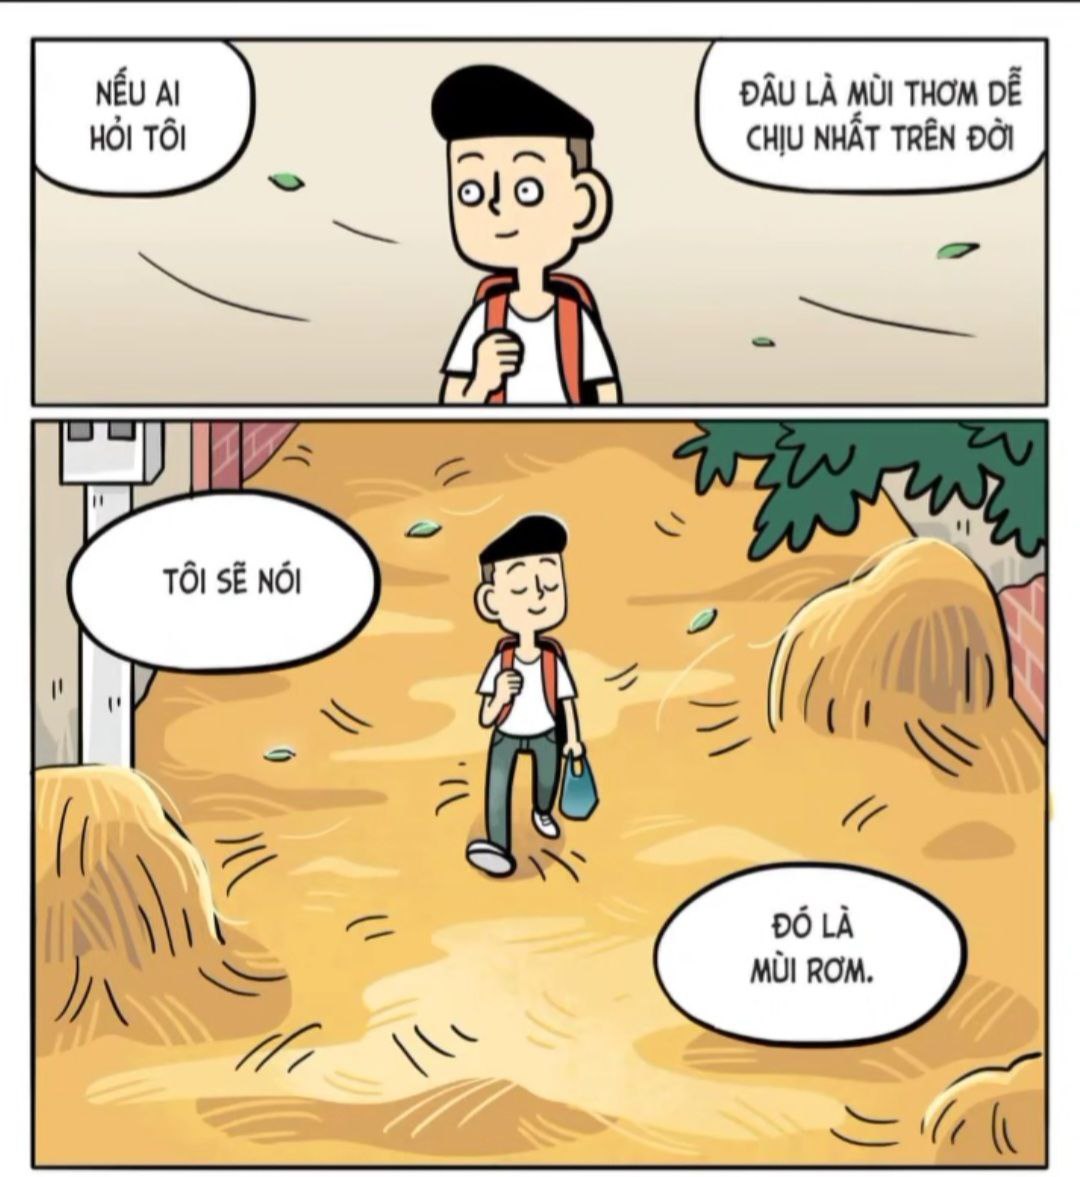 NẾU AI
HỎI TÔI
ĐÂU LÀ MÙI THƠM DỄ
CHỊU NHẤT TRÊN ĐỜI
TÔI SẼ NÓI
ĐÓ LÀ
MÙI RƠM.